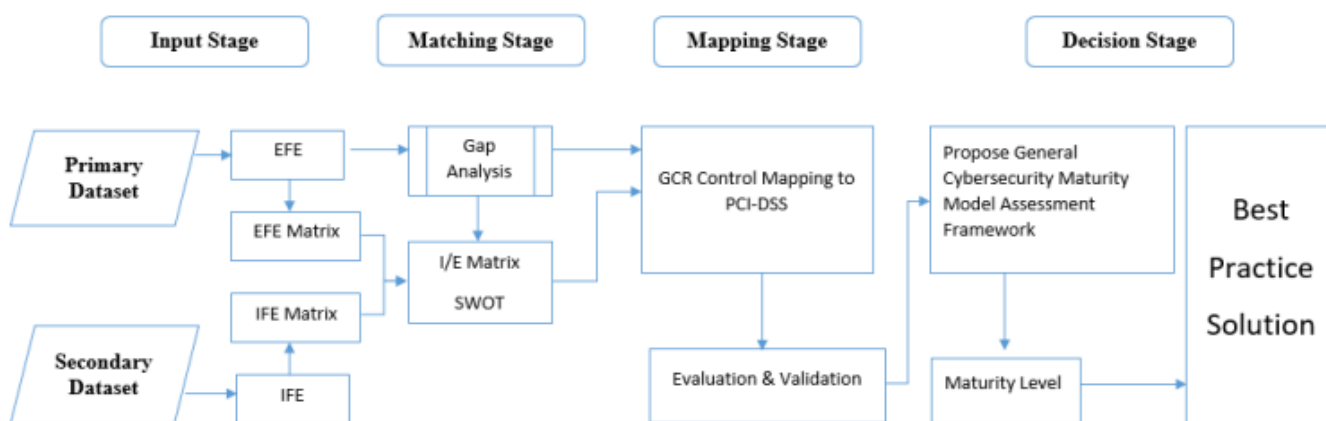 Input Stage
Matching Stage
Mapping Stage
Decision Stage
Primary
Dataset
EFE
EFE Matrix
IFE Matrix
Secondary
Dataset
IFE
Gap
Analysis
I/E Matrix
SWOT
GCR Control Mapping to
PCI-DSS
Evaluation & Validation
Propose General
Cybersecurity Maturity
Model Assessment
Framework
Maturity Level
Best
Practice
Solution